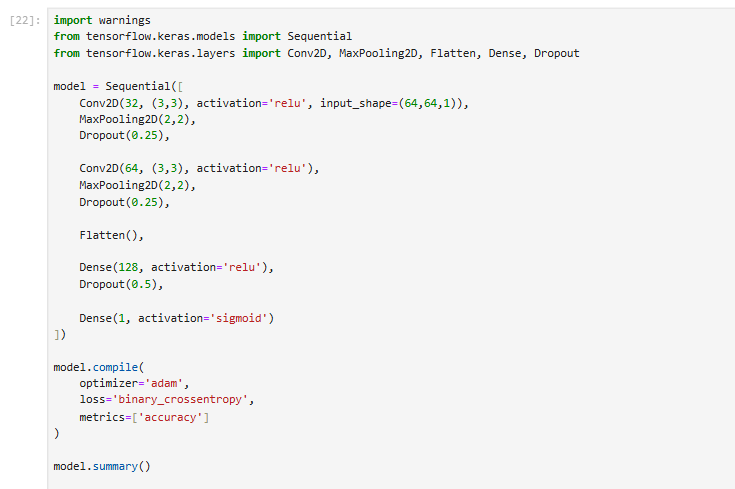 [22]:
import warnings
from tensorflow.keras.models import Sequential
from tensorflow.keras.layers import Conv2D, MaxPooling2D, Flatten, Dense, Dropout

model = Sequential([
    Conv2D(32, (3,3), activation='relu', input_shape=(64,64,1)),
    MaxPooling2D(2,2),
    Dropout(0.25),

    Conv2D(64, (3,3), activation='relu'),
    MaxPooling2D(2,2),
    Dropout(0.25),

    Flatten(),

    Dense(128, activation='relu'),
    Dropout(0.5),

    Dense(1, activation='sigmoid')
])

model.compile(
    optimizer='adam',
    loss='binary_crossentropy',
    metrics=['accuracy']
)

model.summary()